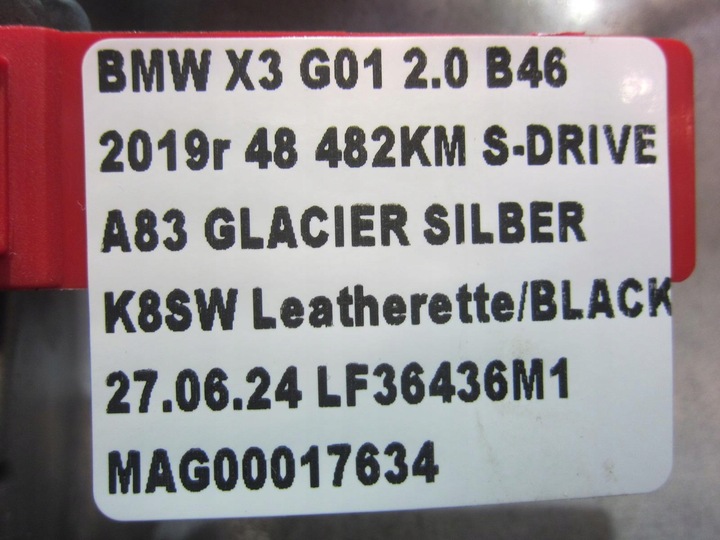 BMW X3 G01 2.0 B46
2019r 48 482KM S-DRIVE
A83 GLACIER SILBER
K8SW Leatherette/BLACK
27.06.24 LF36436M1
MAG00017634